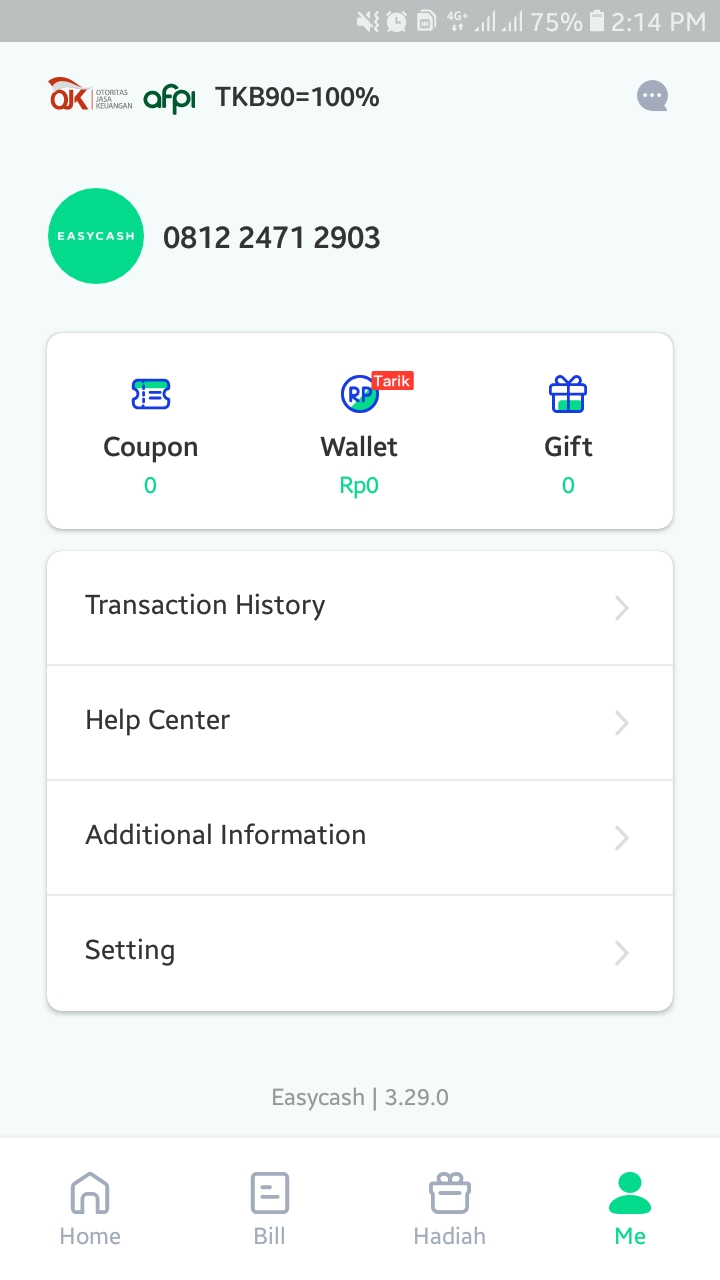 4G+ 75% 2:14 PM
OJK OTORITAS JASA KEUANGAN afpi TKB90=100%
EASYCASH 0812 2471 2903
Tarik
RP
Coupon Wallet Gift
0 Rp0 0
Transaction History
Help Center
Additional Information
Setting
Easycash | 3.29.0
Home Bill Hadiah Me